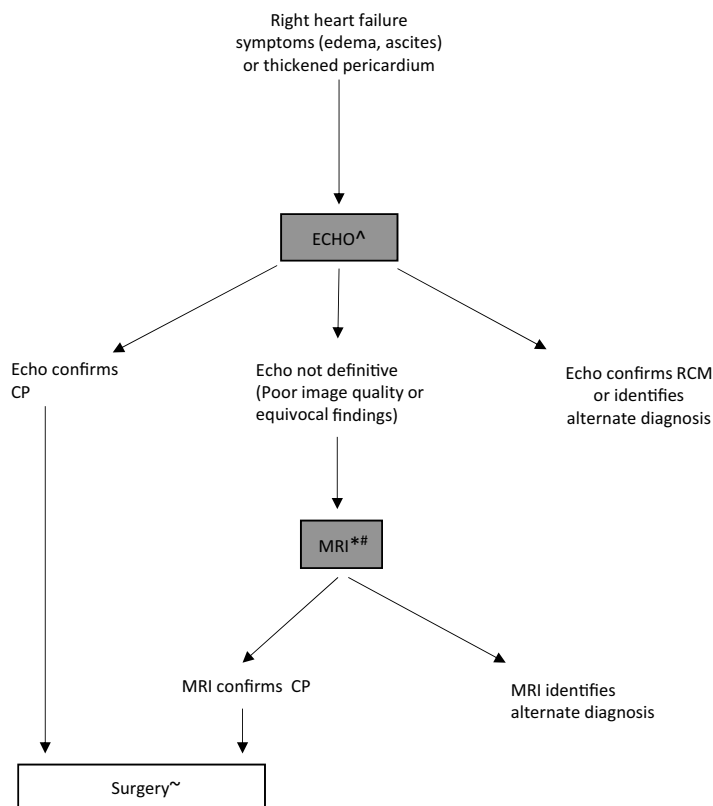 Right heart failure
symptoms (edema, ascites)
or thickened pericardium
ECHO^
Echo confirms
CP
Echo not definitive
(Poor image quality or
equivocal findings)
Echo confirms RCM
or identifies
alternate diagnosis
MRI*#
MRI confirms CP
MRI identifies
alternate diagnosis
Surgery~